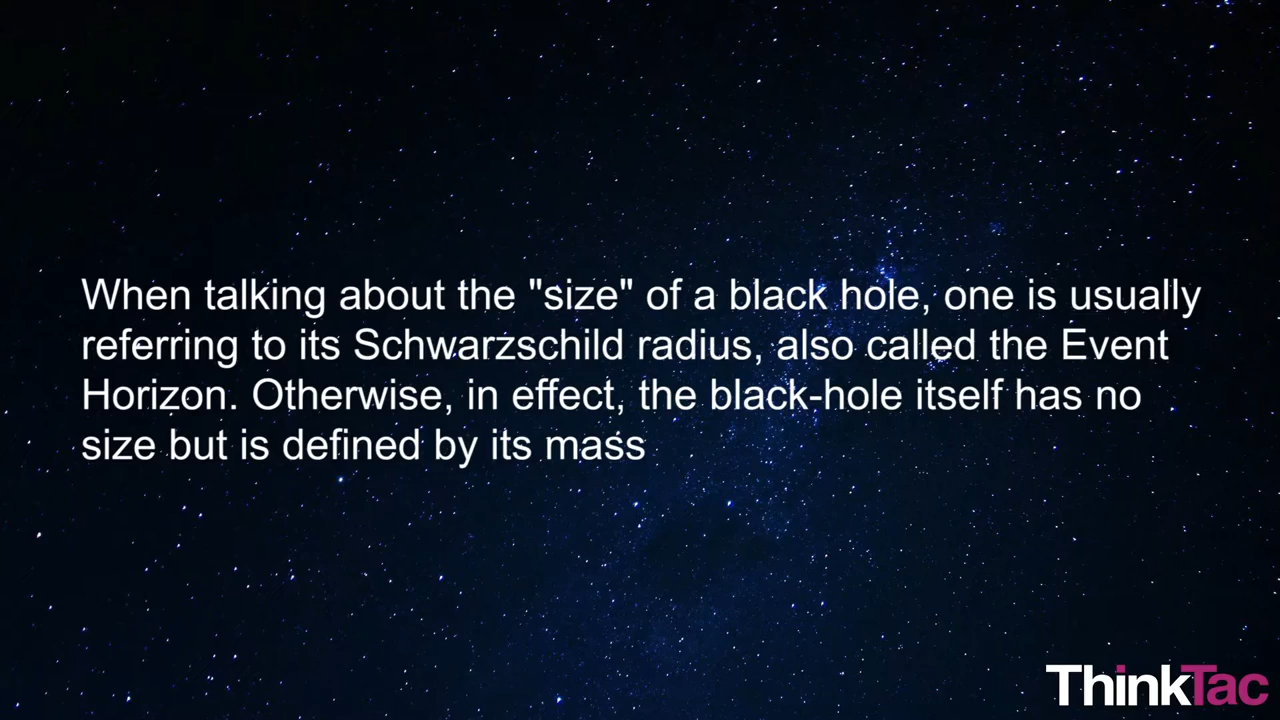 When talking about the "size" of a black hole, one is usually
referring to its Schwarzschild radius, also called the Event
Horizon. Otherwise, in effect, the black-hole itself has no
size but is defined by its mass
ThinkTac